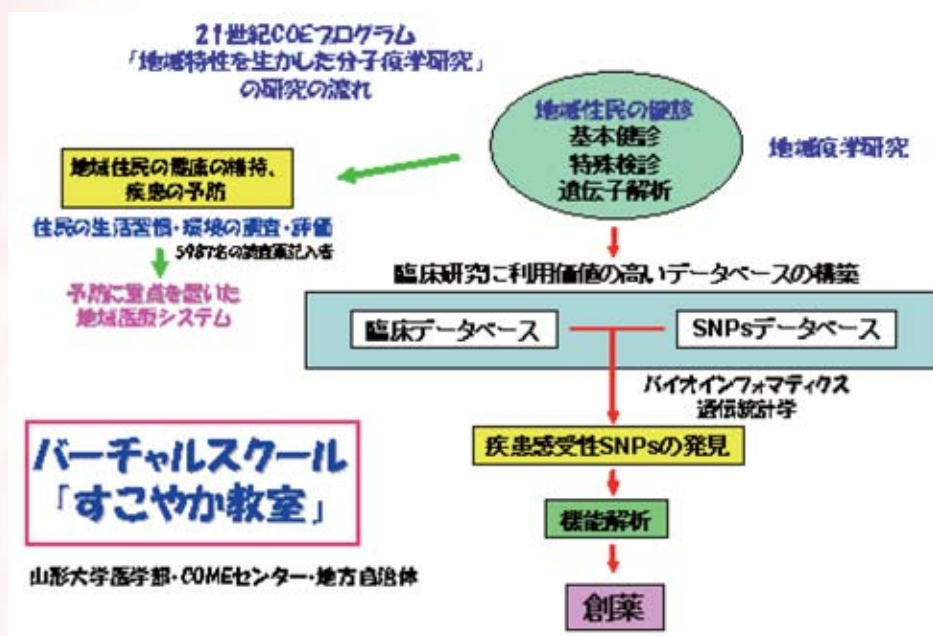 21世紀COEプログラム
「地域特性を生かした分子疫学研究」
の研究の流れ
地域住民の健診
基本健診
特殊検診
遺伝子解析
地域疫学研究
地域住民の健康の維持、
疾患の予防
住民の生活習慣・環境の調査・評価
5987名の調査票記入者
予防に重点を置いた
地域医療システム
臨床研究に利用価値の高いデータベースの構築
臨床データベース
SNPsデータベース
バイオインフォマティクス
遺伝統計学
疾患感受性SNPsの発見
機能解析
創薬
バーチャルスクール
「すこやか教室」
山形大学医学部・COMEセンター・地方自治体